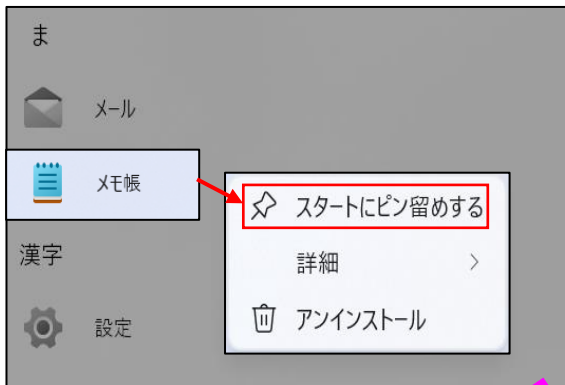 ま
メール
メモ帳
スタートにピン留めする
漢字
詳細
設定
アンインストール